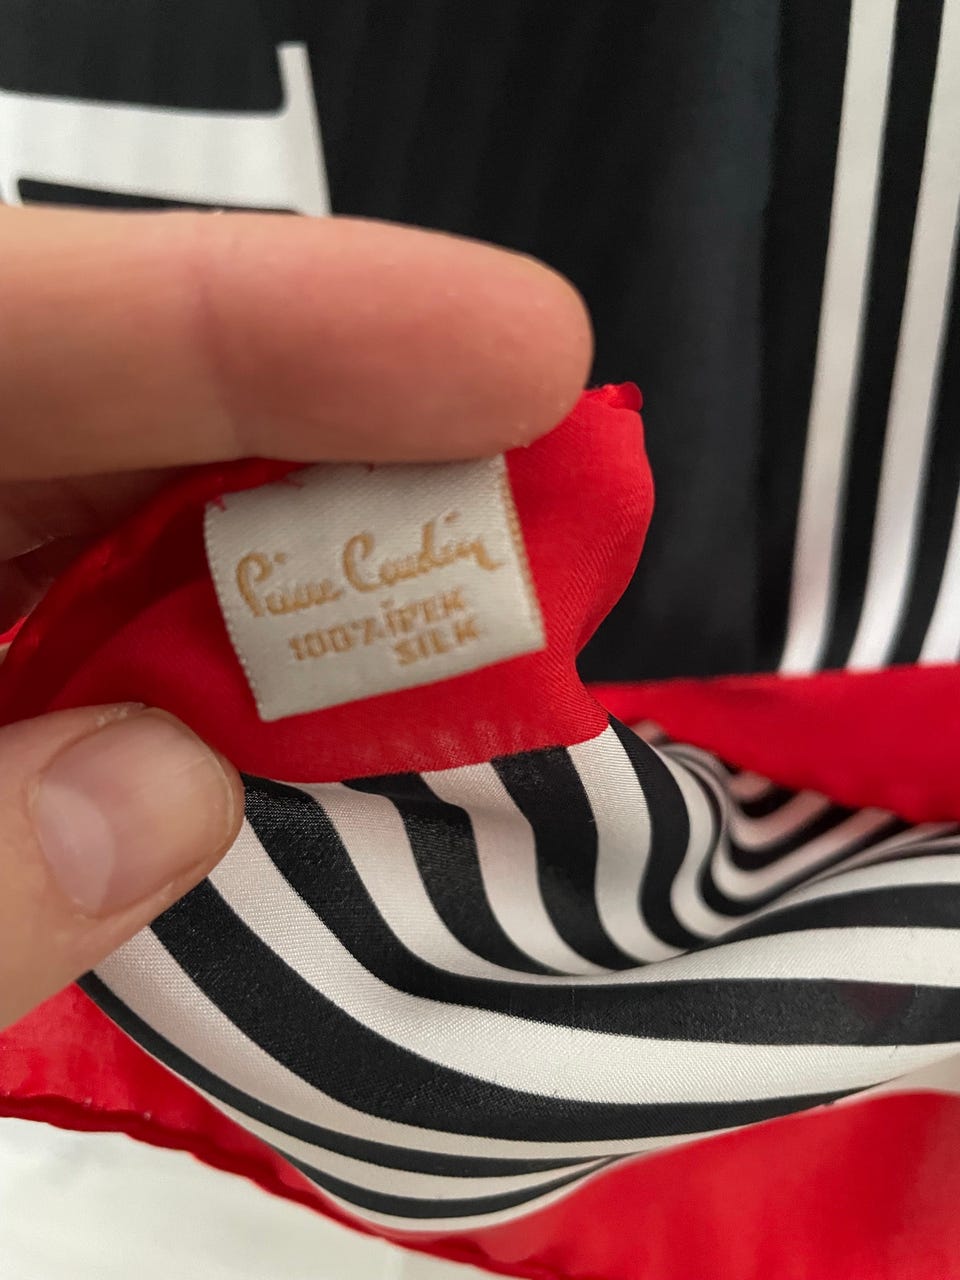 Pierre Cardin
100% İPEK
SILK